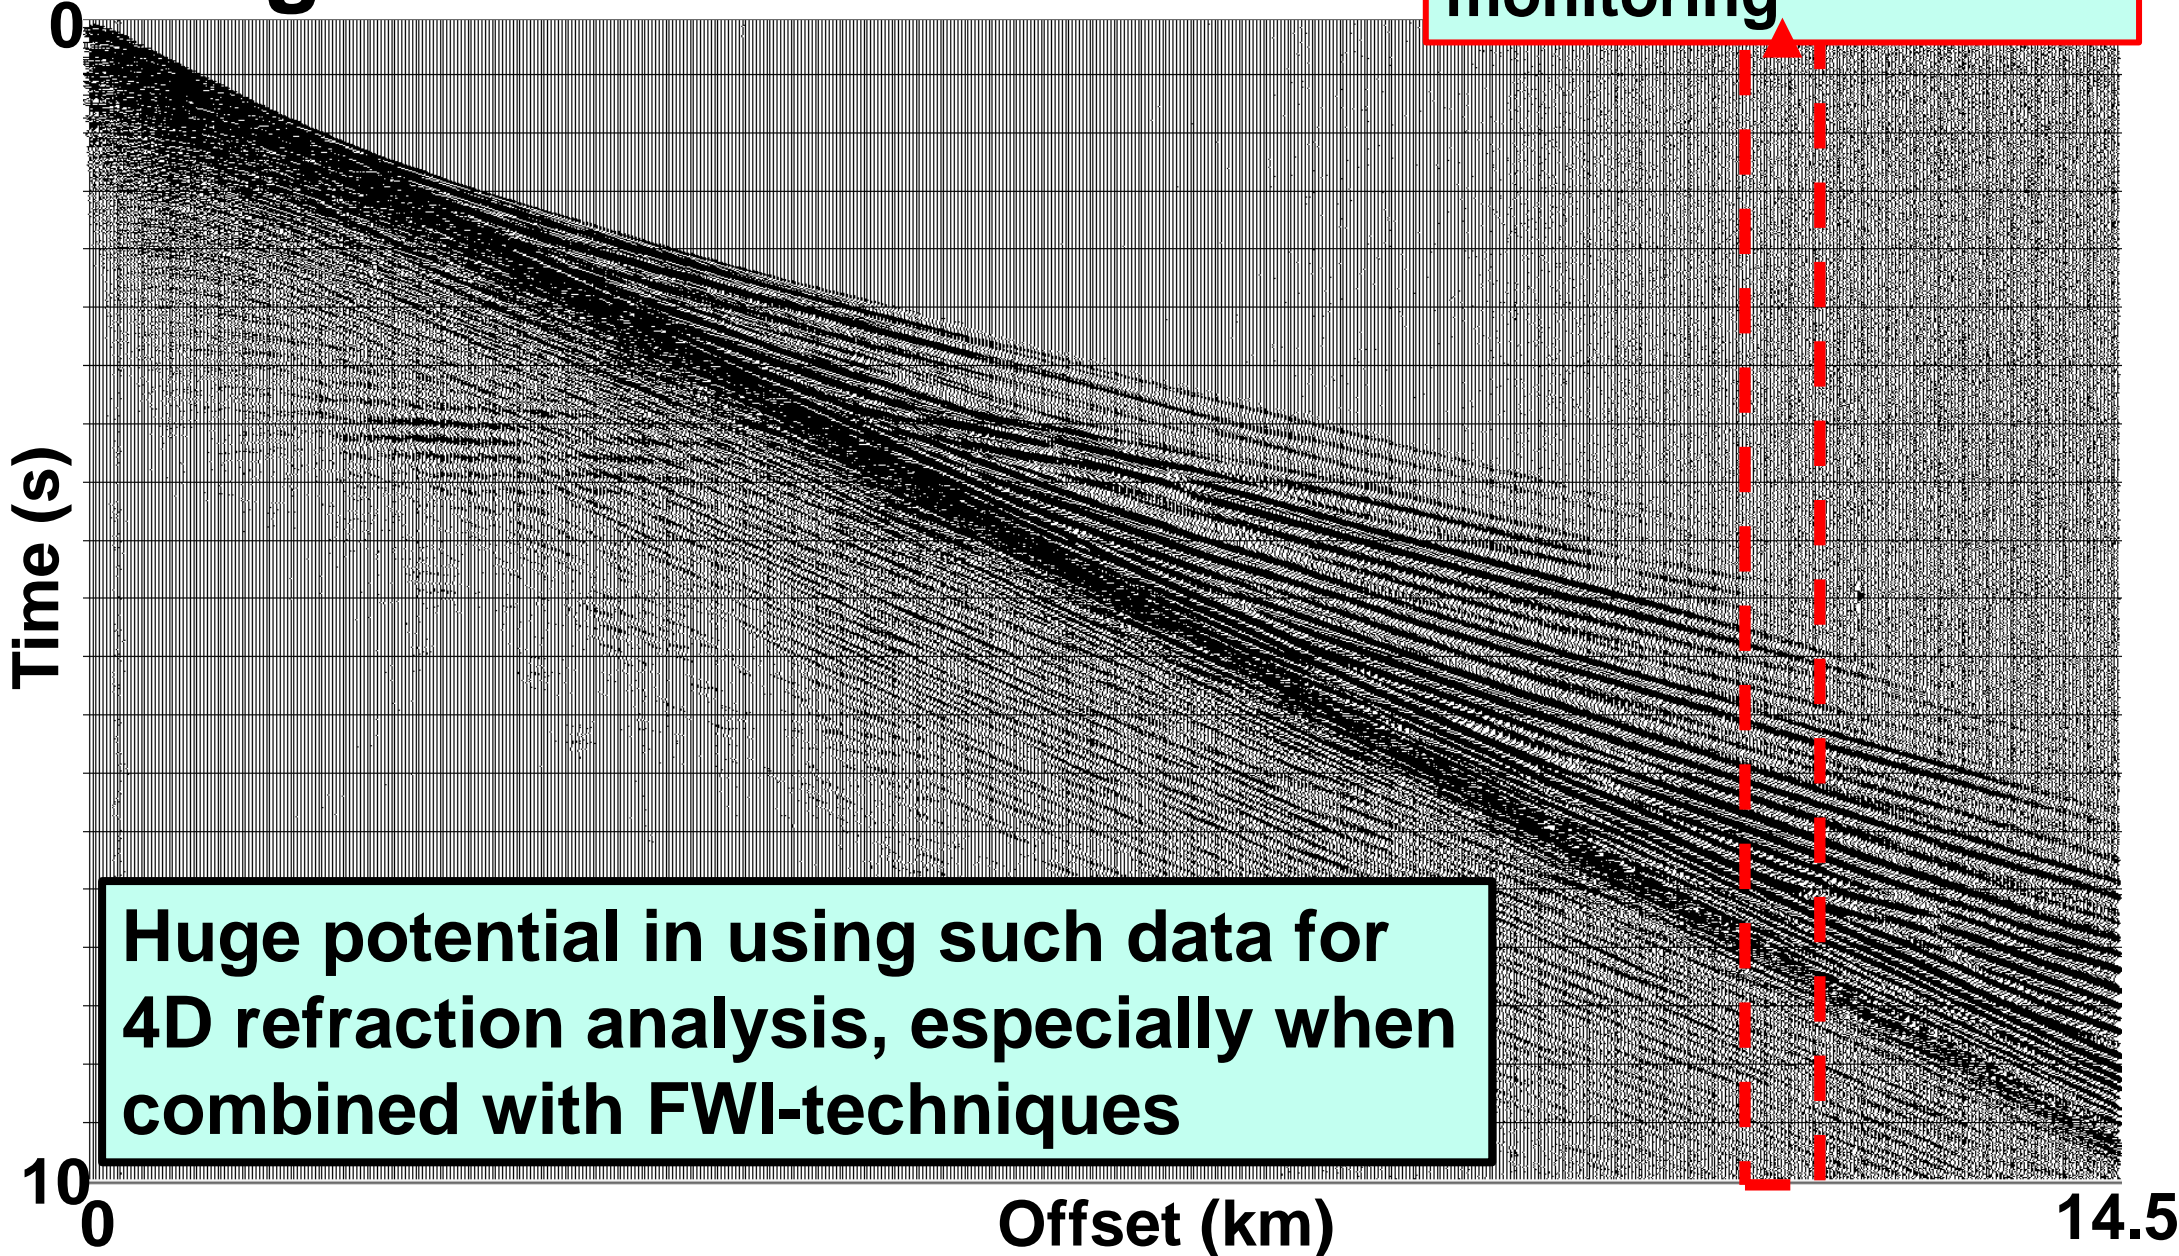 monitoring
0
Time (s)
Huge potential in using such data for
4D refraction analysis, especially when
combined with FWI-techniques
10
0
Offset (km)
14.5